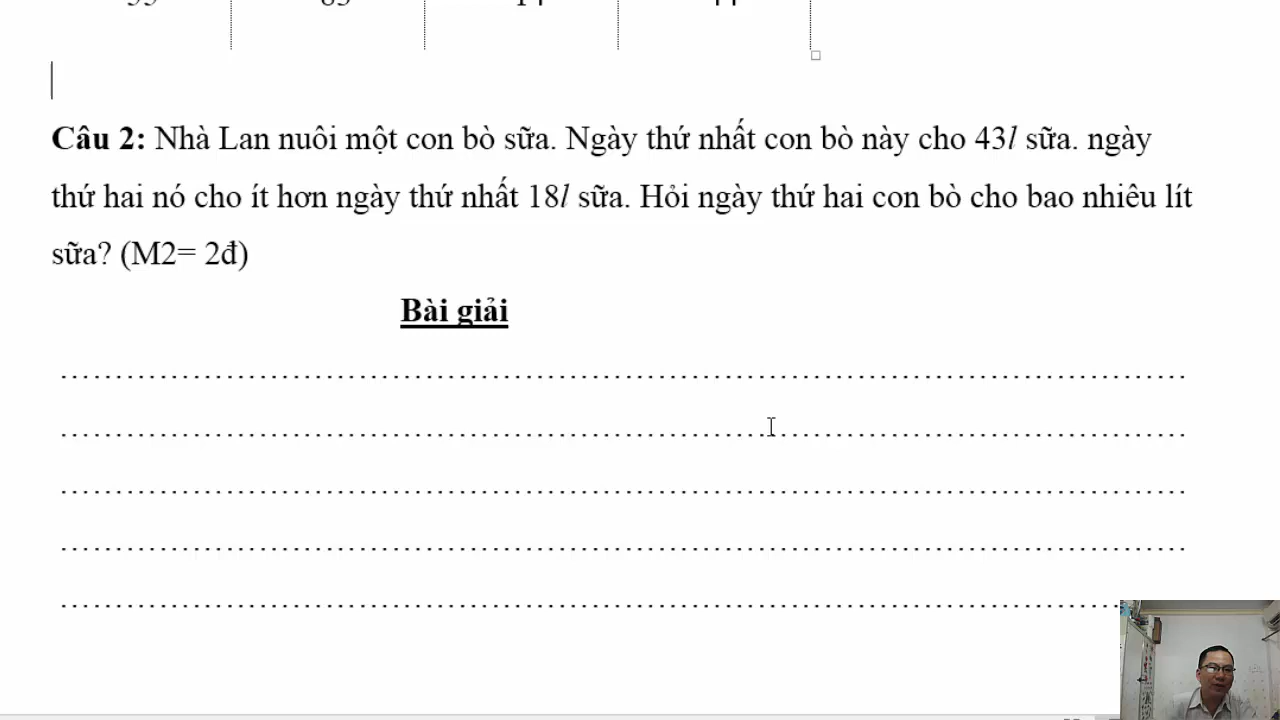 Câu 2: Nhà Lan nuôi một con bò sữa. Ngày thứ nhất con bò này cho 43l sữa. ngày
thứ hai nó cho ít hơn ngày thứ nhất 18l sữa. Hỏi ngày thứ hai con bò cho bao nhiêu lít
sữa? (M2= 2đ)
Bài giải